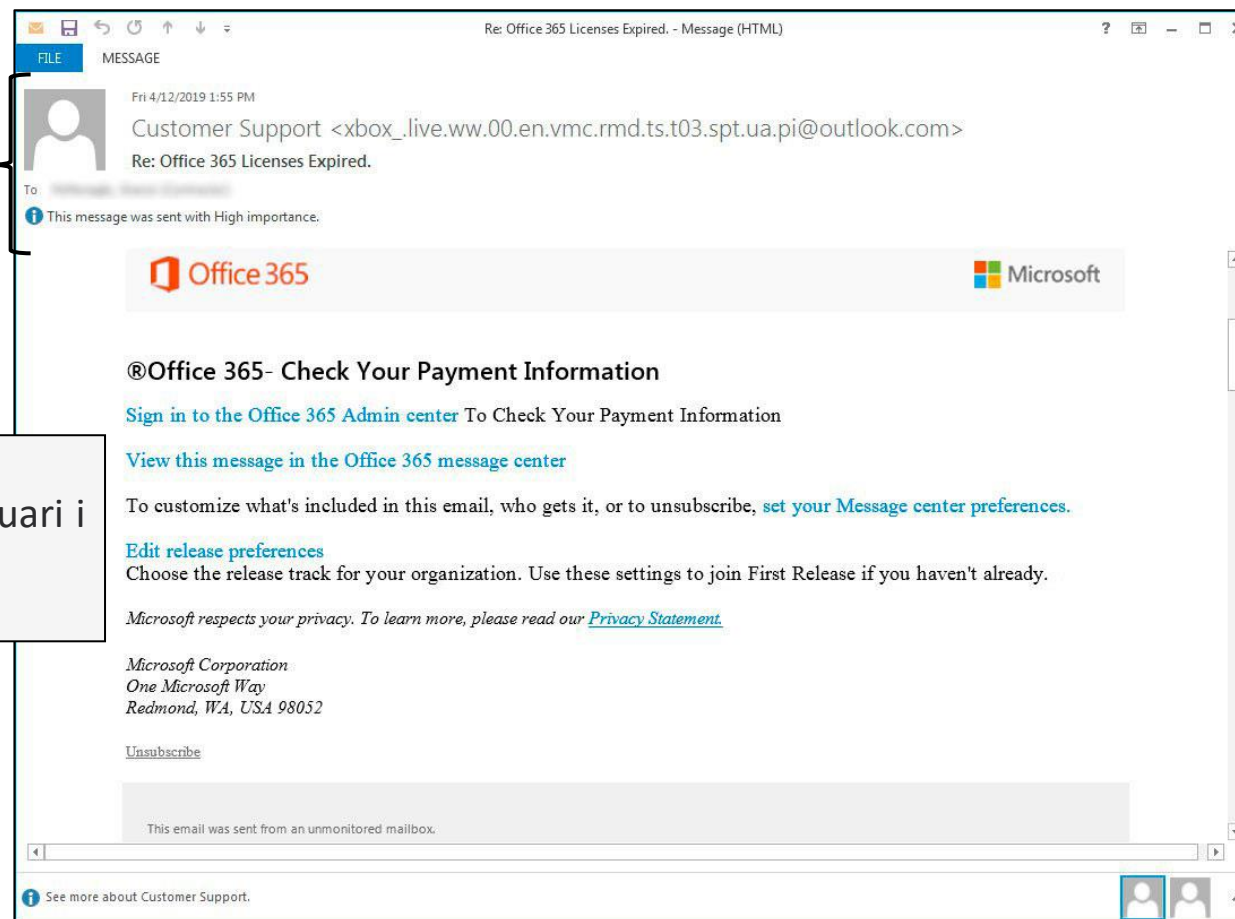 Re: Office 365 Licenses Expired. - Message (HTML)
?
FILE MESSAGE
Fri 4/12/2019 1:55 PM
Customer Support <xbox_.live.ww.00.en.vmc.rmd.ts.t03.spt.ua.pi@outlook.com>
Re: Office 365 Licenses Expired.
To
This message was sent with High importance.
Office 365
Microsoft
®Office 365- Check Your Payment Information
Sign in to the Office 365 Admin center To Check Your Payment Information
View this message in the Office 365 message center
uari i
To customize what's included in this email, who gets it, or to unsubscribe, set your Message center preferences.
Edit release preferences
Choose the release track for your organization. Use these settings to join First Release if you haven't already.
Microsoft respects your privacy. To learn more, please read our Privacy Statement.
Microsoft Corporation
One Microsoft Way
Redmond, WA, USA 98052
Unsubscribe
This email was sent from an unmonitored mailbox.
See more about Customer Support.